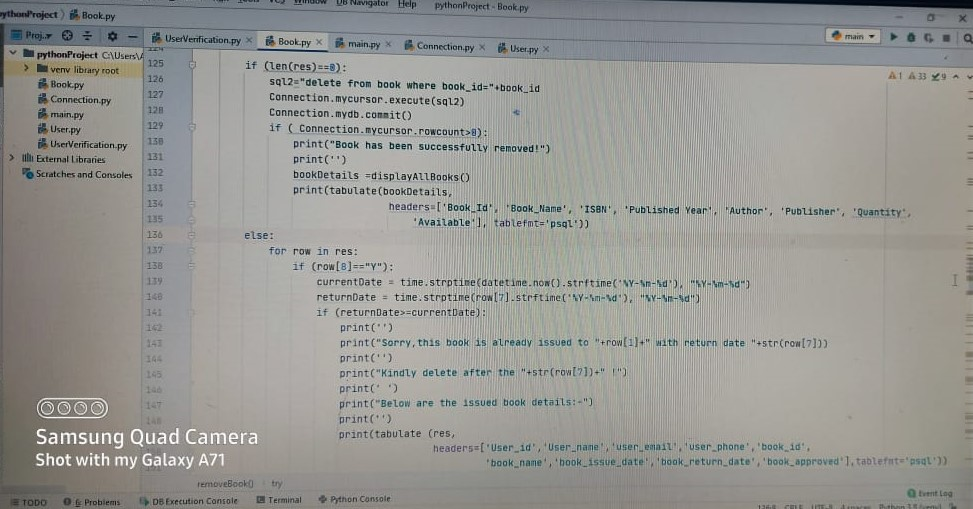 Window DB Navigator Help pythonProject - Book.py
ythonProject Book.py
Proj..
UserVerification.py Book.py main.py Connection.py User.py
main
pythonProject C:\Users\
venv library root
Book.py
Connection.py
main.py
User.py
UserVerification.py
External Libraries
Scratches and Consoles
1 33 9
125 if (len(res)==0):
126 sql2="delete from book where book_id="+book_id
127 Connection.mycursor.execute(sql2)
128 Connection.mydb.commit()
129 if ( Connection.mycursor.rowcount>0):
130 print("Book has been successfully removed!")
131 print('')
132 bookDetails =displayAllBooks()
133 print(tabulate(bookDetails,
134 headers=['Book_Id', 'Book_Name', 'ISBN', 'Published Year', 'Author', 'Publisher', 'Quantity',
135 'Available'], tablefmt='psql'))
136 else:
137 for row in res:
138 if (row[8]=="Y"):
139 currentDate = time.strptime(datetime.now().strftime('%Y-%m-%d'), "%Y-%m-%d")
140 returnDate = time.strptime(row[7].strftime('%Y-%m-%d'), "%Y-%m-%d")
141 if (returnDate>=currentDate):
142 print('')
143 print("Sorry,this book is already issued to "+row[1]+" with return date "+str(row[7]))
144 print('')
145 print("Kindly delete after the "+str(row[7])+" !")
146 print(' ')
147 print("Below are the issued book details:-")
148 print('')
print(tabulate (res,
headers=['User_id','User_name','user_email','user_phone','book_id',
'book_name','book_issue_date','book_return_date','book_approved'],tablefmt='psql'))
Samsung Quad Camera
Shot with my Galaxy A71
removeBook() try
TODO 6: Problems DB Execution Console Terminal Python Console
Event Log